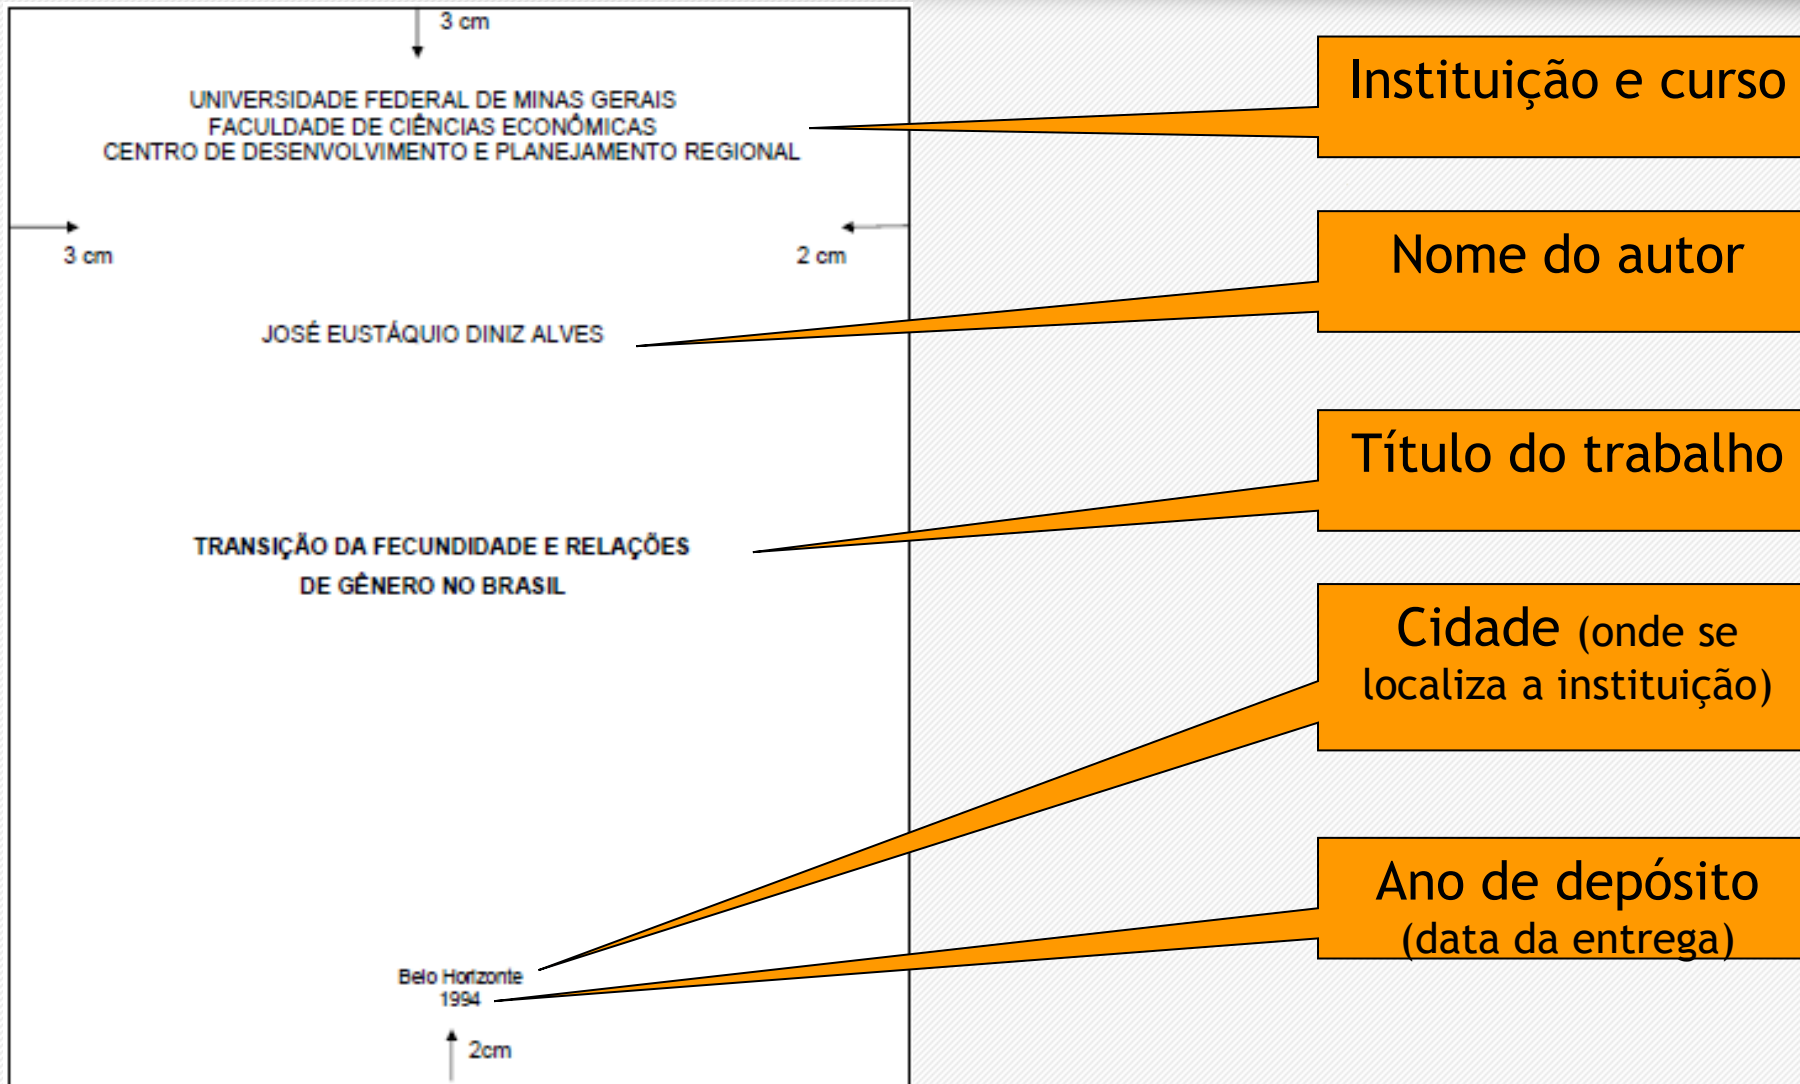 3 cm
UNIVERSIDADE FEDERAL DE MINAS GERAIS
FACULDADE DE CIÊNCIAS ECONÔMICAS
CENTRO DE DESENVOLVIMENTO E PLANEJAMENTO REGIONAL
3 cm
2 cm
JOSÉ EUSTÁQUIO DINIZ ALVES
TRANSIÇÃO DA FECUNDIDADE E RELAÇÕES
DE GÊNERO NO BRASIL
Belo Horizonte
1994
2cm
Instituição e curso
Nome do autor
Título do trabalho
Cidade (onde se
localiza a instituição)
Ano de depósito
(data da entrega)